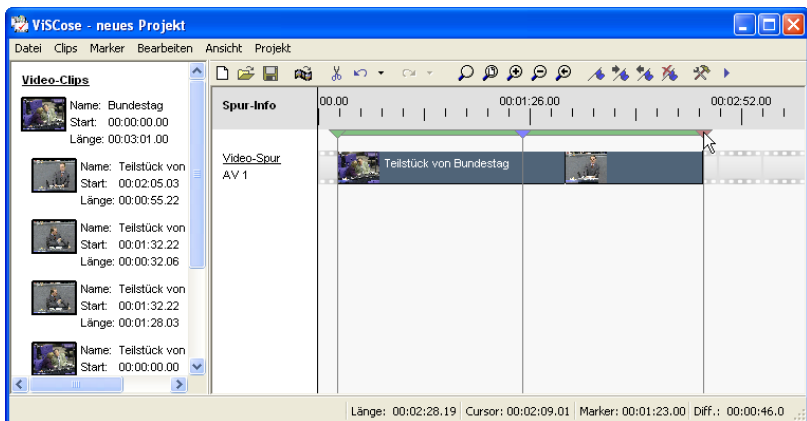 ViSCose - neues Projekt
Datei Clips Marker Bearbeiten Ansicht Projekt
Video-Clips
Name: Bundestag
Start: 00:00:00.00
Länge: 00:03:01.00
Name: Teilstück von
Start: 00:02:05.03
Länge: 00:00:55.22
Name: Teilstück von
Start: 00:01:32.22
Länge: 00:00:32.06
Name: Teilstück von
Start: 00:01:32.22
Länge: 00:01:28.03
Name: Teilstück von
Start: 00:00:00.00
Spur-Info
00.00 00:01:26.00 00:02:52.00
Video-Spur
AV 1
Teilstück von Bundestag
Länge: 00:02:28.19 Cursor: 00:02:09.01 Marker: 00:01:23.00 Diff.: 00:00:46.0